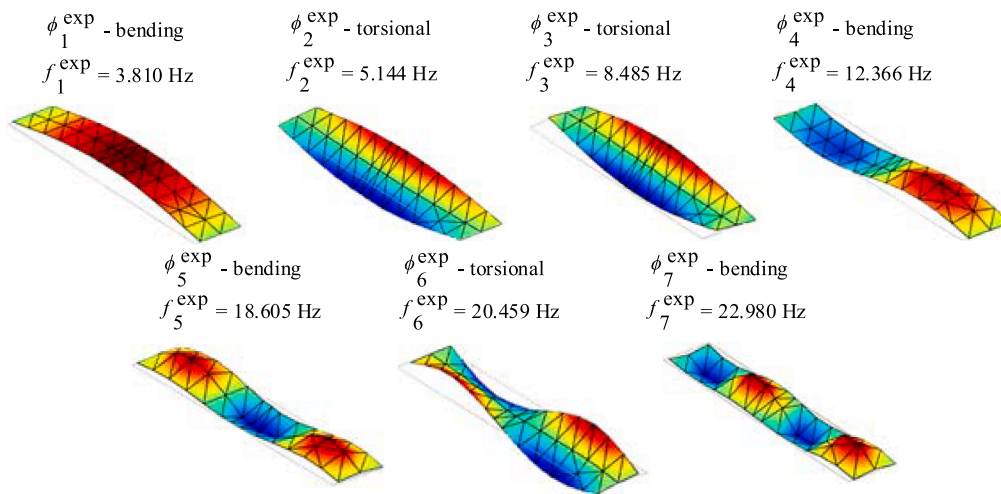 ϕ₁ᵉˣᵖ - bending
f₁ᵉˣᵖ = 3.810 Hz
ϕ₂ᵉˣᵖ - torsional
f₂ᵉˣᵖ = 5.144 Hz
ϕ₃ᵉˣᵖ - torsional
f₃ᵉˣᵖ = 8.485 Hz
ϕ₄ᵉˣᵖ - bending
f₄ᵉˣᵖ = 12.366 Hz
ϕ₅ᵉˣᵖ - bending
f₅ᵉˣᵖ = 18.605 Hz
ϕ₆ᵉˣᵖ - torsional
f₆ᵉˣᵖ = 20.459 Hz
ϕ₇ᵉˣᵖ - bending
f₇ᵉˣᵖ = 22.980 Hz